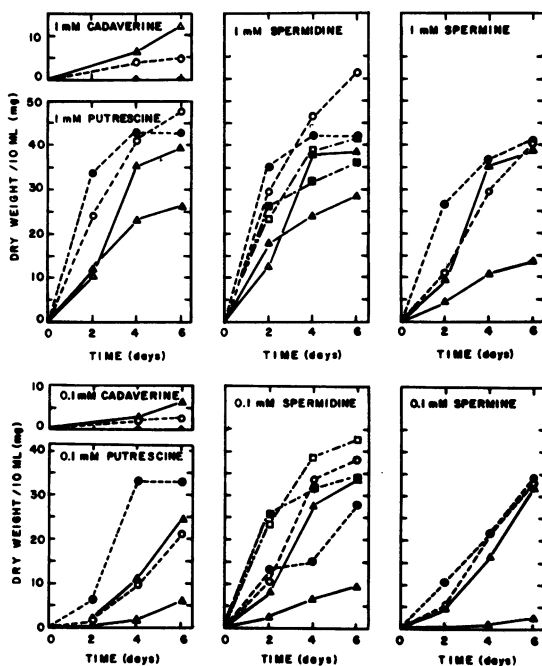 1 mM CADAVERINE
1 mM SPERMIDINE
1 mM SPERMINE
10
0
1 mM PUTRESCINE
50
40
30
20
10
0
DRY WEIGHT/10 ML (mg)
0 2 4 6
0 2 4 6
0 2 4 6
TIME (days)
TIME (days)
TIME (days)
0.1 mM CADAVERINE
0.1 mM SPERMIDINE
0.1 mM SPERMINE
10
5
0
0.1 mM PUTRESCINE
30
20
10
0
DRY WEIGHT/10 ML (mg)
0 2 4 6
0 2 4 6
0 2 4 6
TIME (days)
TIME (days)
TIME (days)